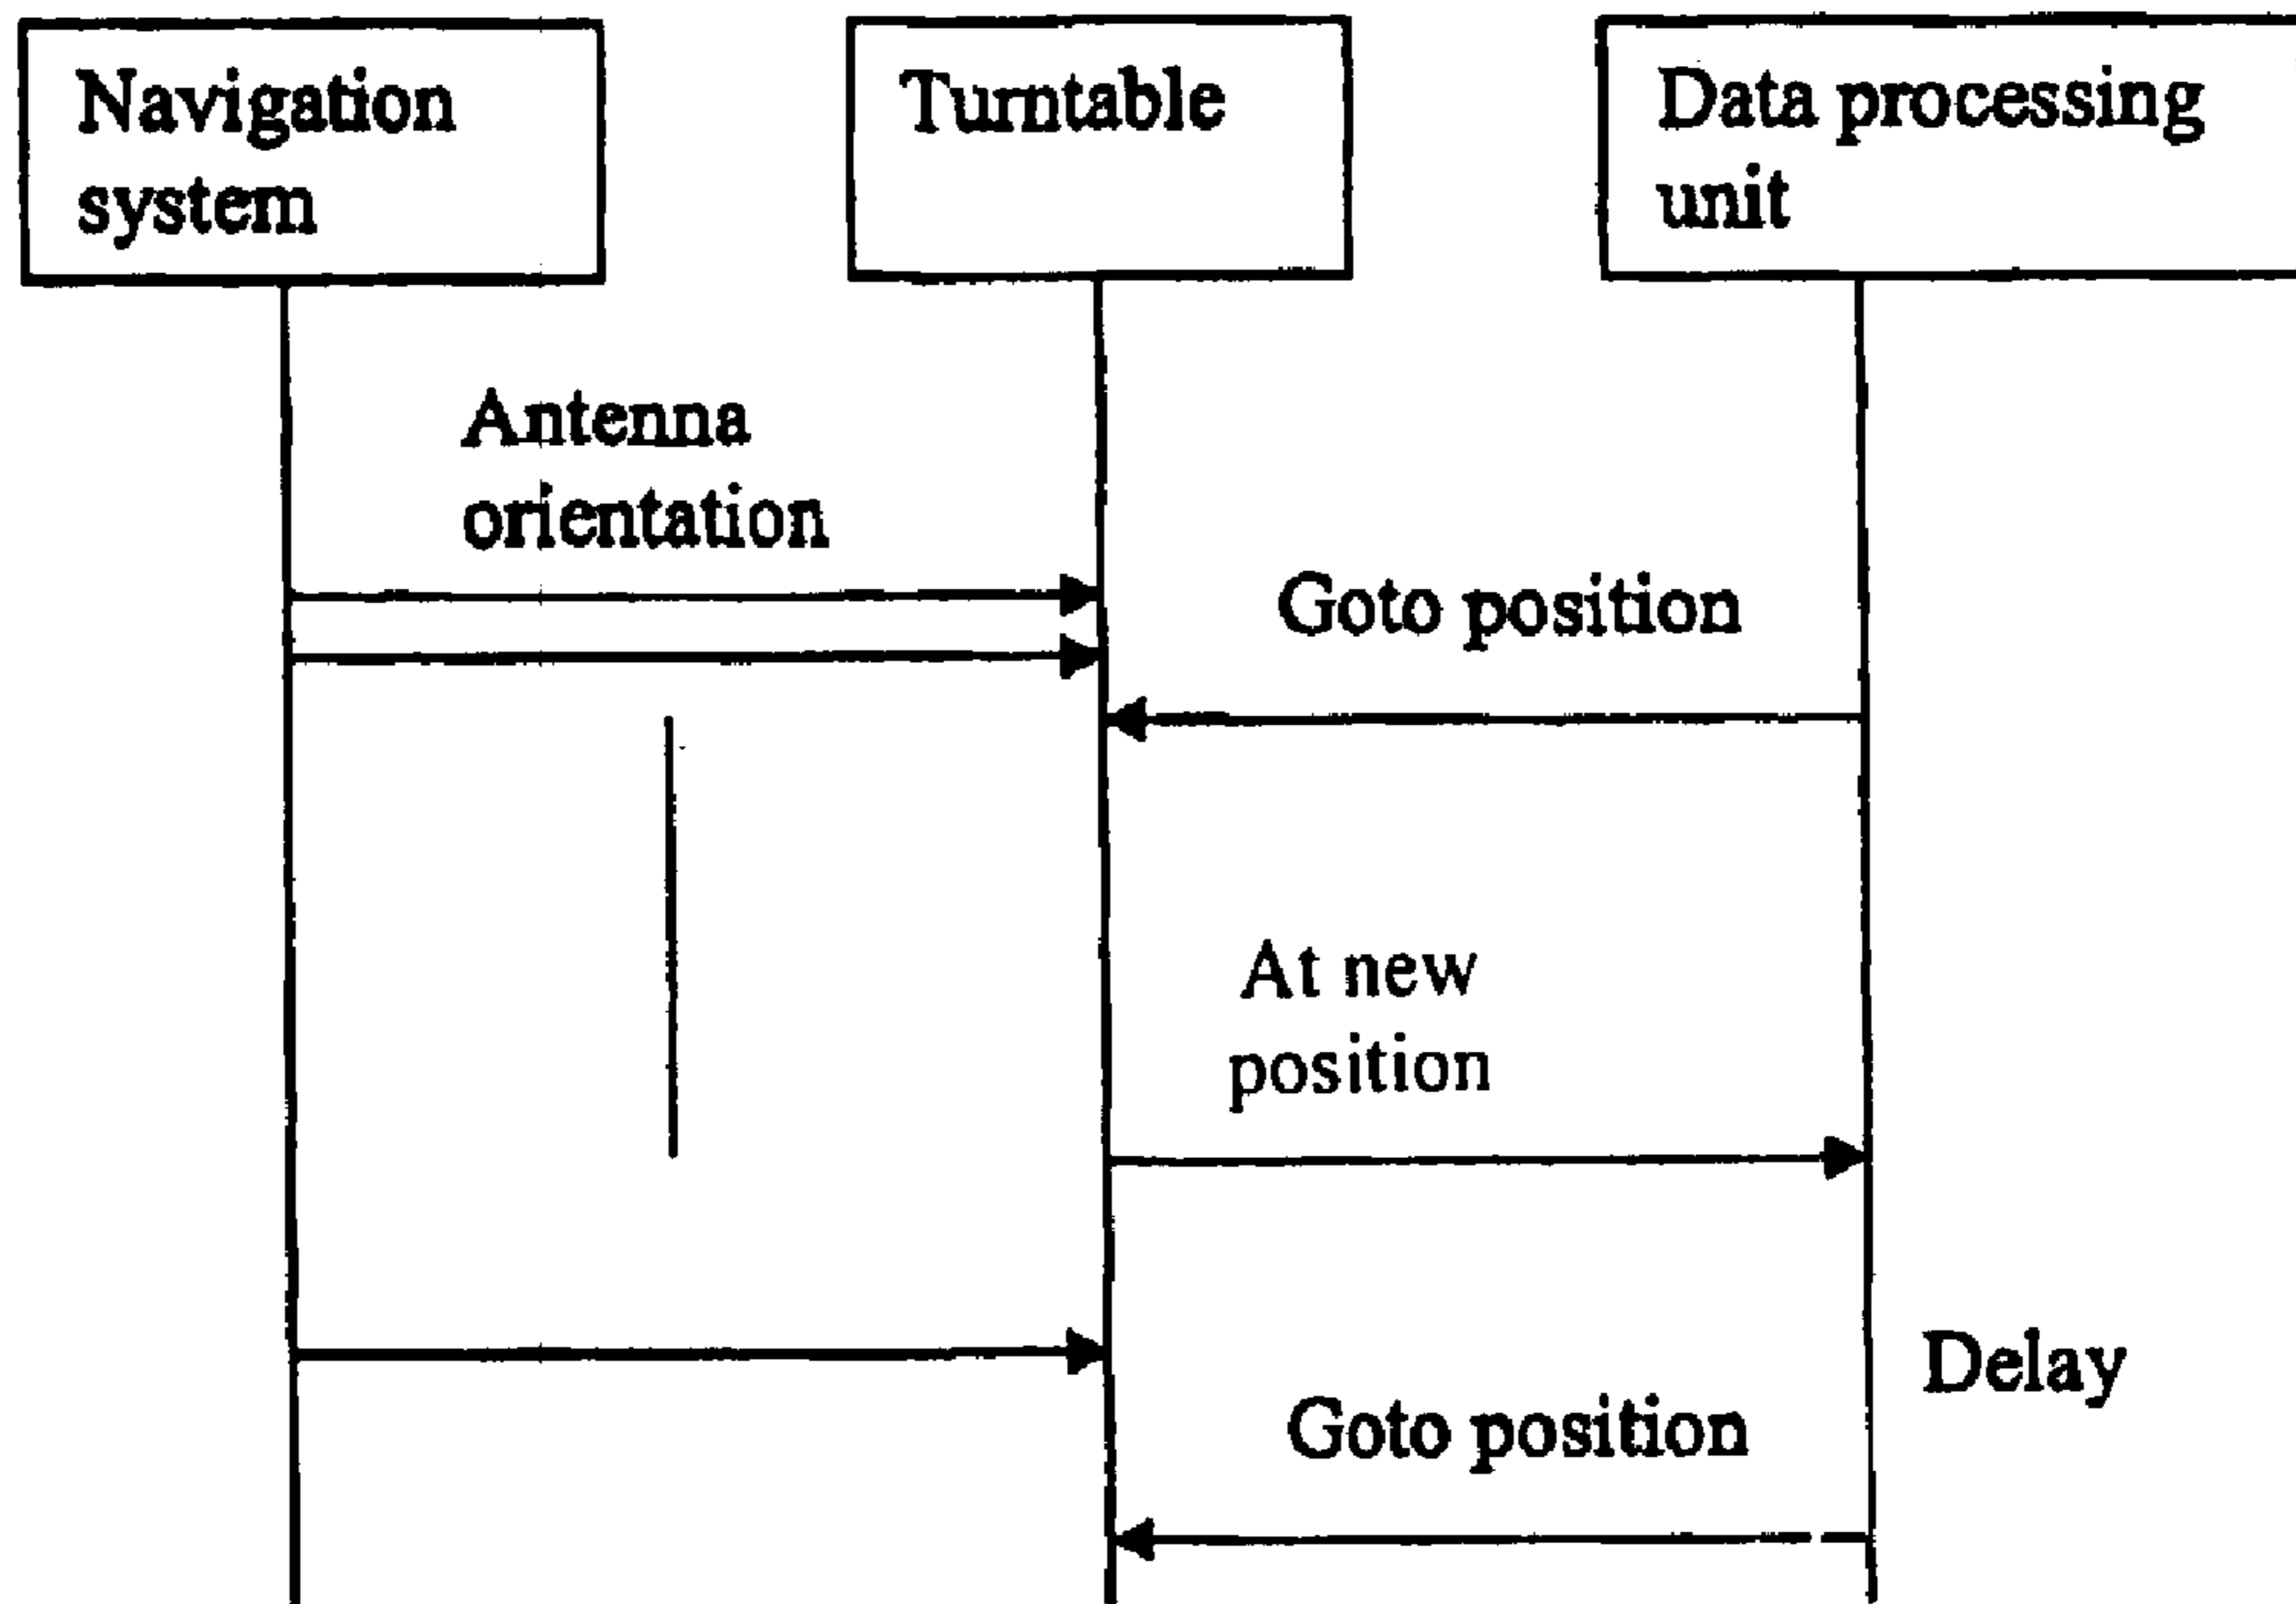 Navigation
system
Turntable
Data processing
unit
Antenna
orientation
Goto position
At new
position
Delay
Goto position